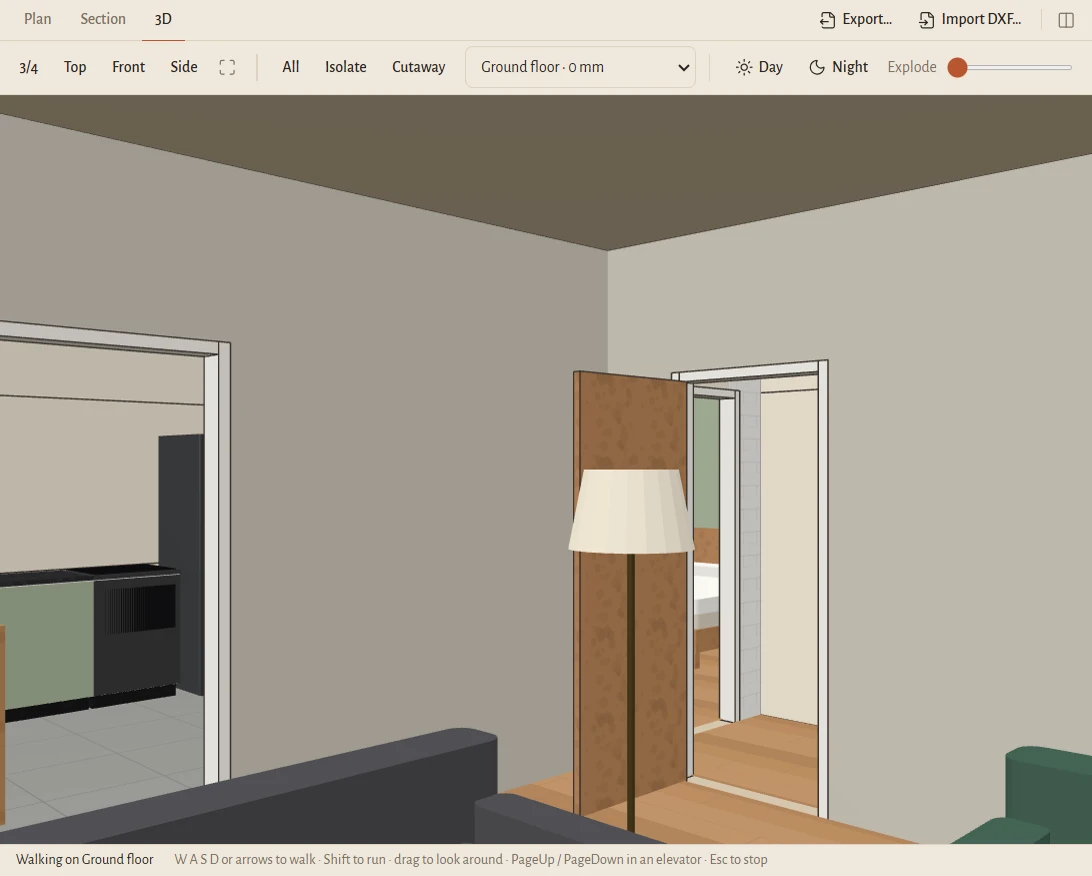 Plan Section 3D Export... Import DXF...
3/4 Top Front Side All Isolate Cutaway Ground floor · 0 mm Day Night Explode
Walking on Ground floor W A S D or arrows to walk · Shift to run · drag to look around · PageUp / PageDown in an elevator · Esc to stop